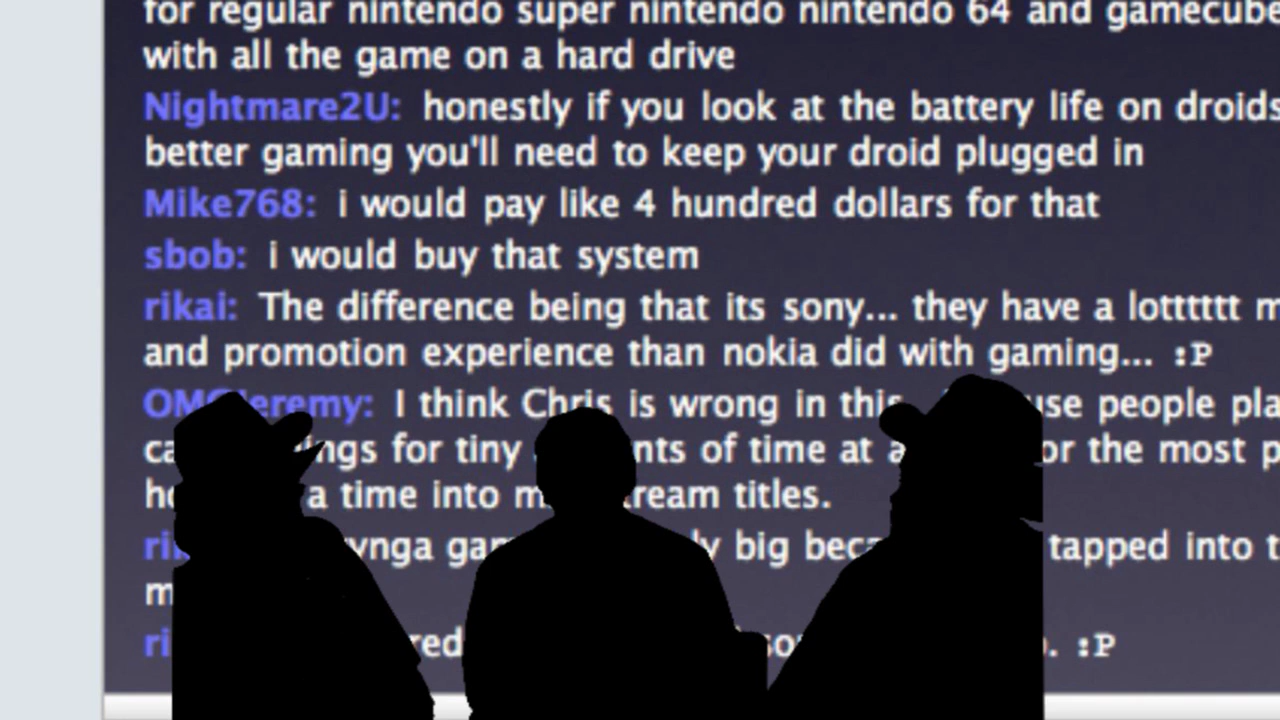 for regular nintendo super nintendo nintendo 64 and gamecube
with all the game on a hard drive
Nightmare2U: honestly if you look at the battery life on droids
better gaming you'll need to keep your droid plugged in
Mike768: i would pay like 4 hundred dollars for that
sbob: i would buy that system
rikai: The difference being that its sony... they have a lotttttt
and promotion experience than nokia did with gaming... :P
I think Chris is wrong in this people
for tiny of time at the most
a time into titles.
big tapped into
:P